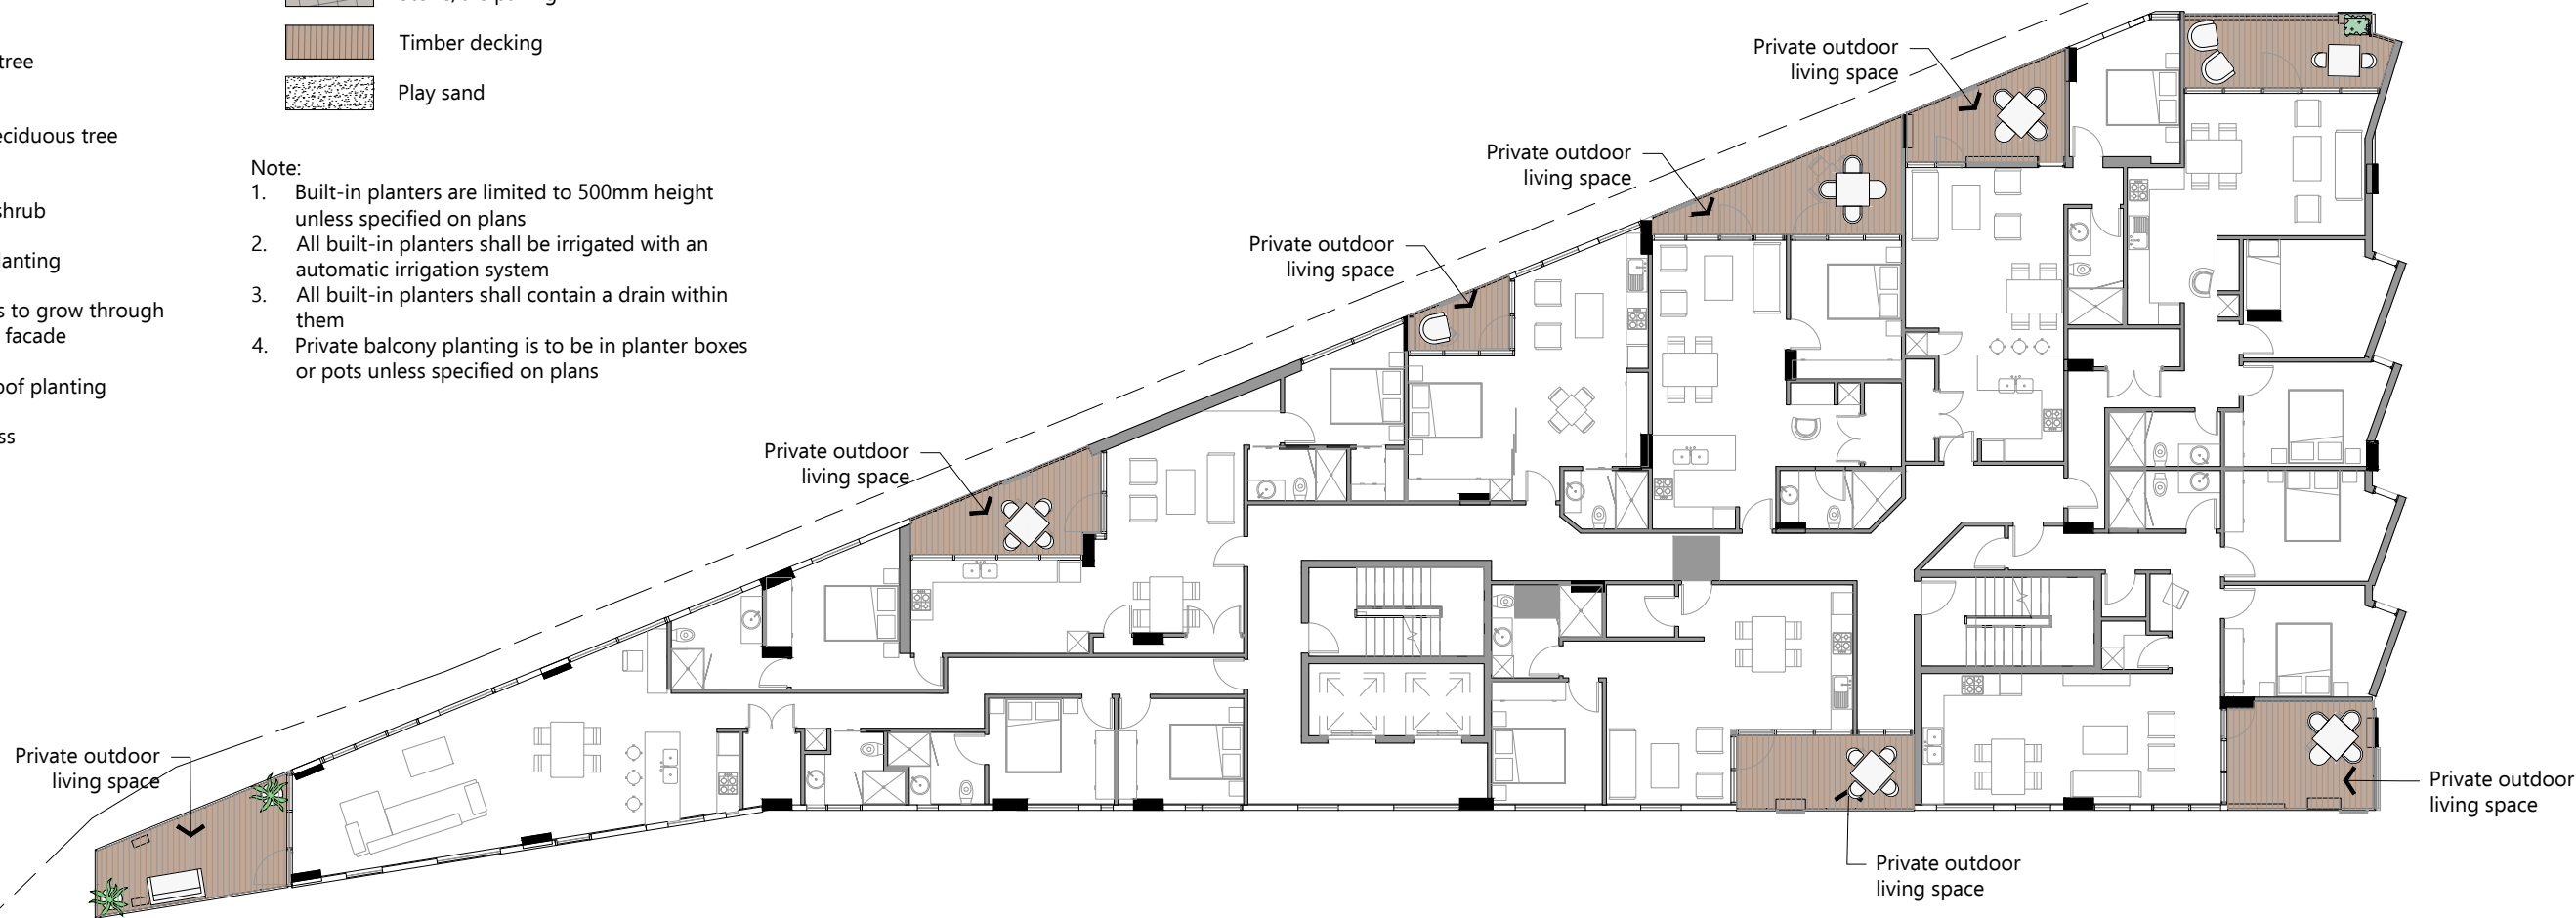 Timber decking
tree
Play sand
eciduous tree
Note:
1. Built-in planters are limited to 500mm height
unless specified on plans
2. All built-in planters shall be irrigated with an
automatic irrigation system
3. All built-in planters shall contain a drain within
them
4. Private balcony planting is to be in planter boxes
or pots unless specified on plans
shrub
lanting
s to grow through
facade
oof planting
ss
Private outdoor
living space
Private outdoor
living space
Private outdoor
living space
Private outdoor
living space
Private outdoor
living space
Private outdoor
living space
Private outdoor
living space